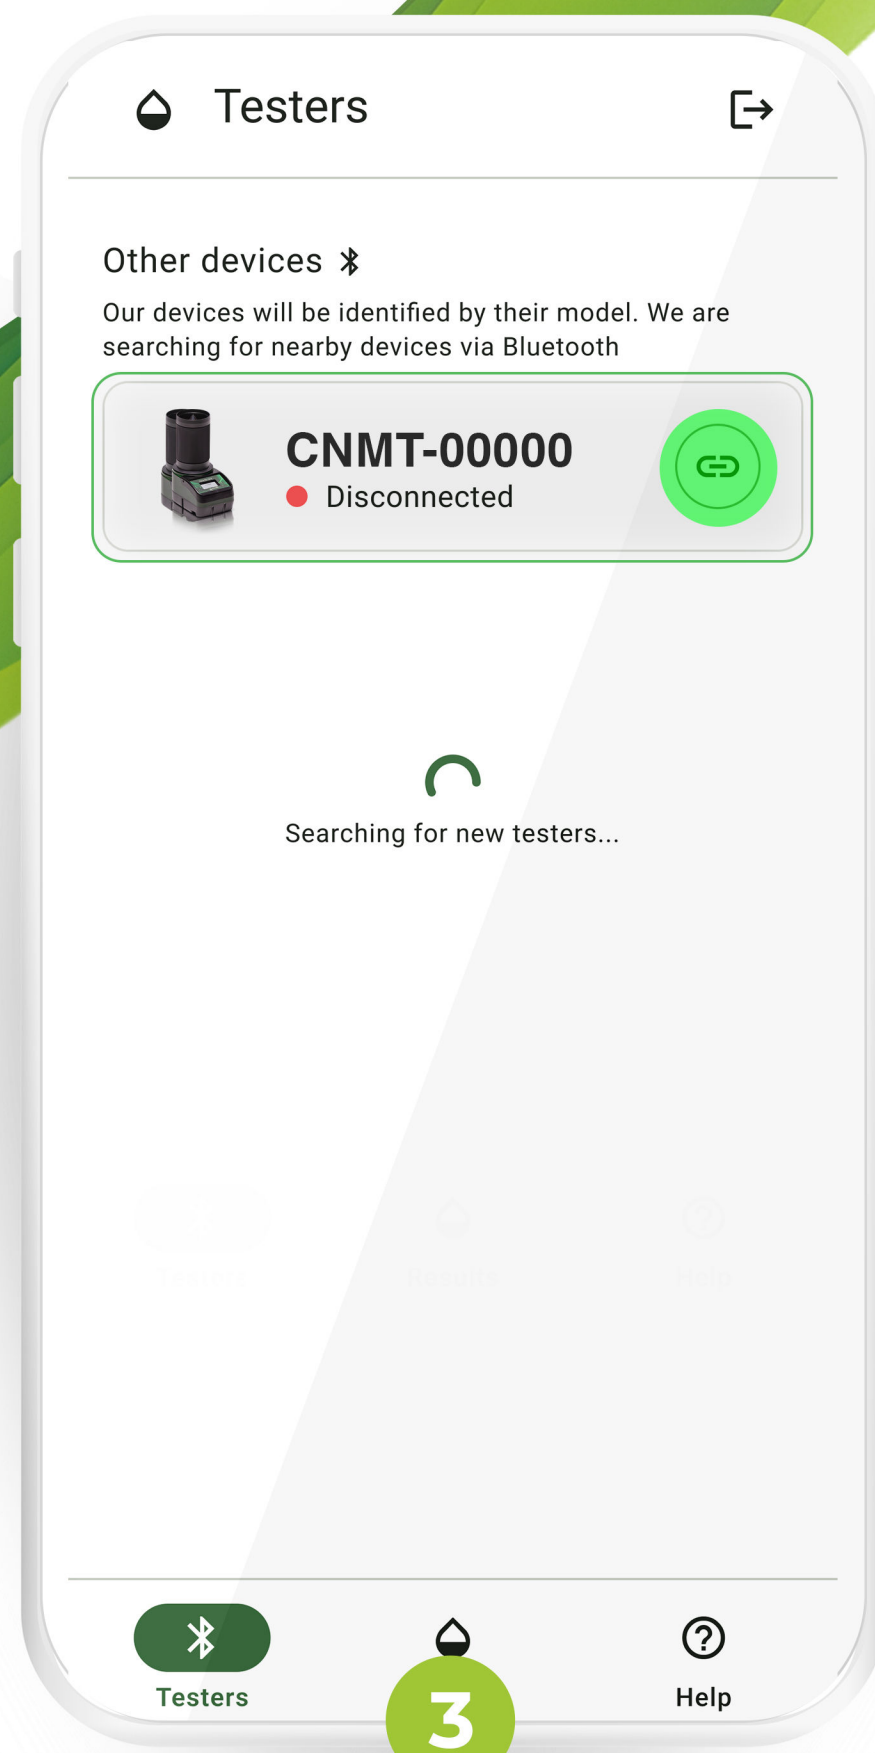 Testers
Other devices
Our devices will be identified by their model. We are
searching for nearby devices via Bluetooth
CNMT-00000
Disconnected
Searching for new testers...
Testers
3
Help